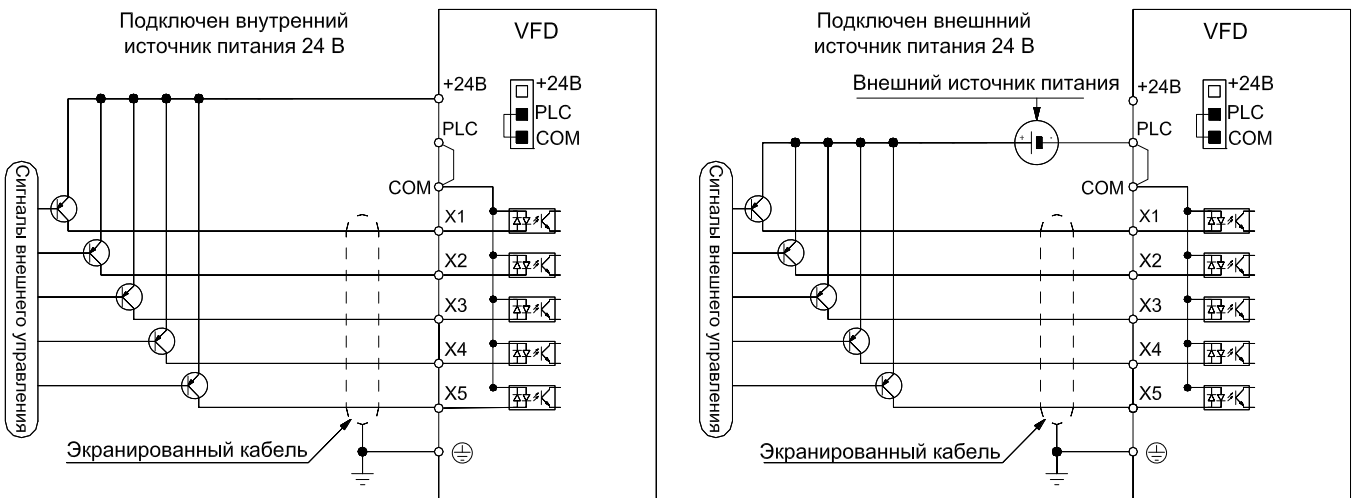 Подключен внутренний
источник питания 24 В
VFD
+24В
+24В
PLC
COM
PLC
COM
X1
X2
X3
X4
X5
Сигналы внешнего управления
Экранированный кабель
Подключен внешнний
источник питания 24 В
VFD
Внешний источник питания
+24В
+24В
PLC
COM
+ -
PLC
COM
X1
X2
X3
X4
X5
Сигналы внешнего управления
Экранированный кабель